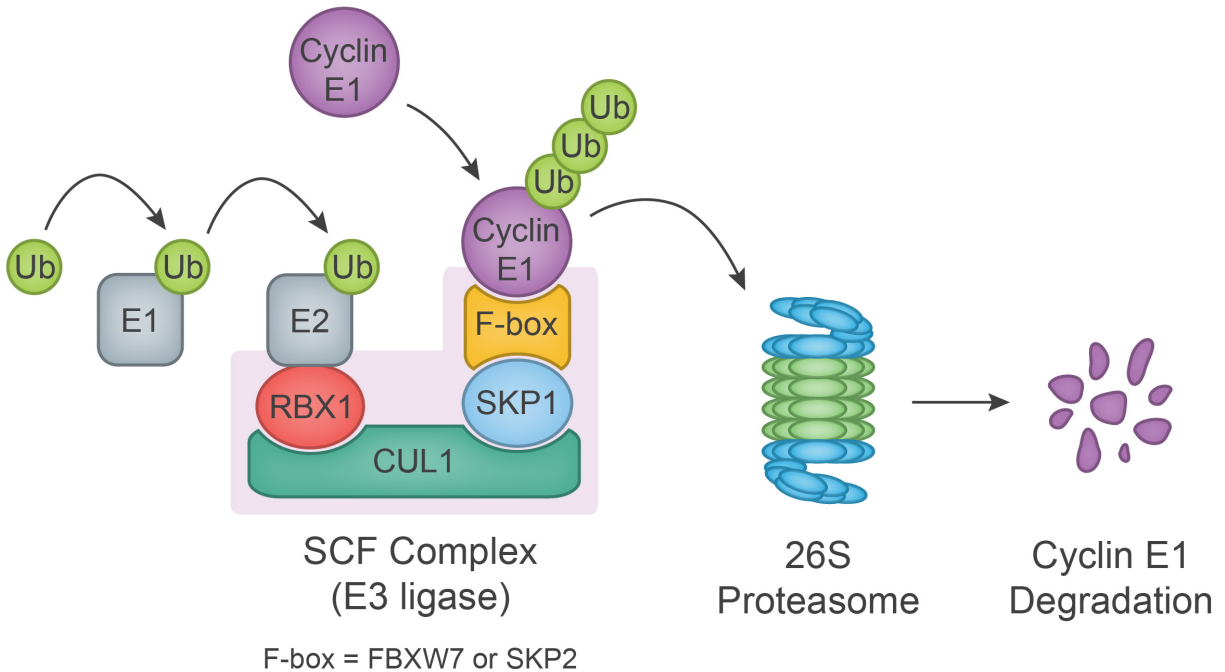 Cyclin
E1
Ub
Ub
Ub
Ub
Ub
Ub
Cyclin
E1
E1
E2
F-box
RBX1
SKP1
CUL1
SCF Complex
(E3 ligase)
F-box = FBXW7 or SKP2
26S
Proteasome
Cyclin E1
Degradation